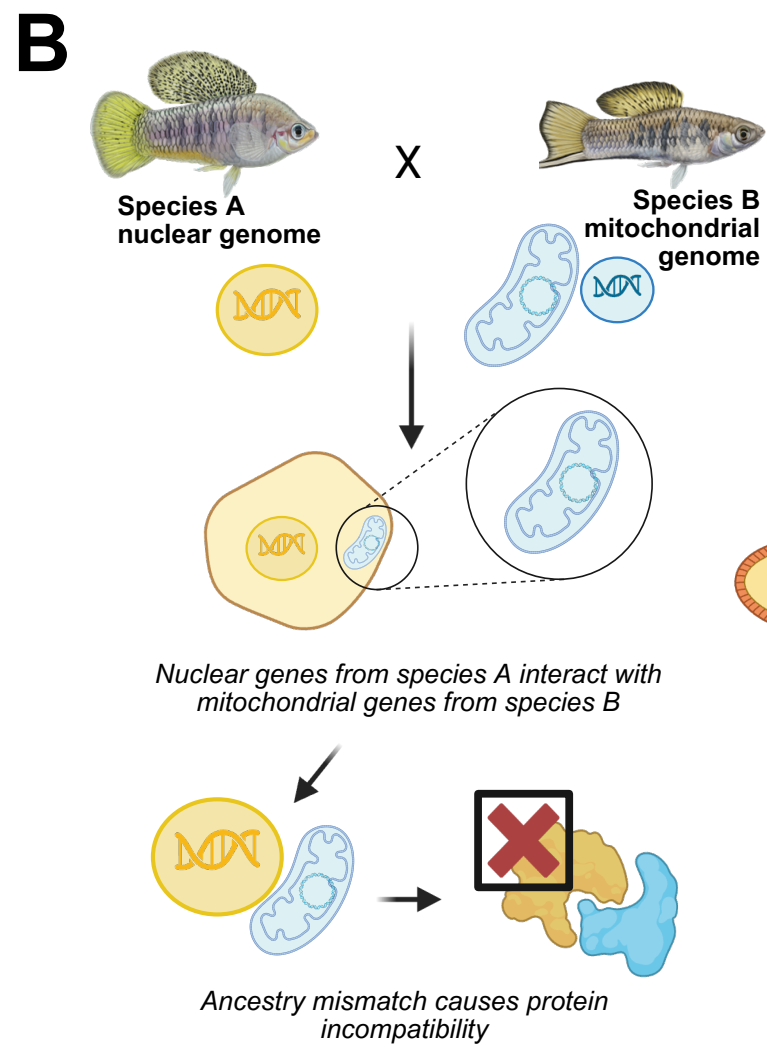 B
X
Species A
nuclear genome
Species B
mitochondrial
genome
Nuclear genes from species A interact with
mitochondrial genes from species B
Ancestry mismatch causes protein
incompatibility